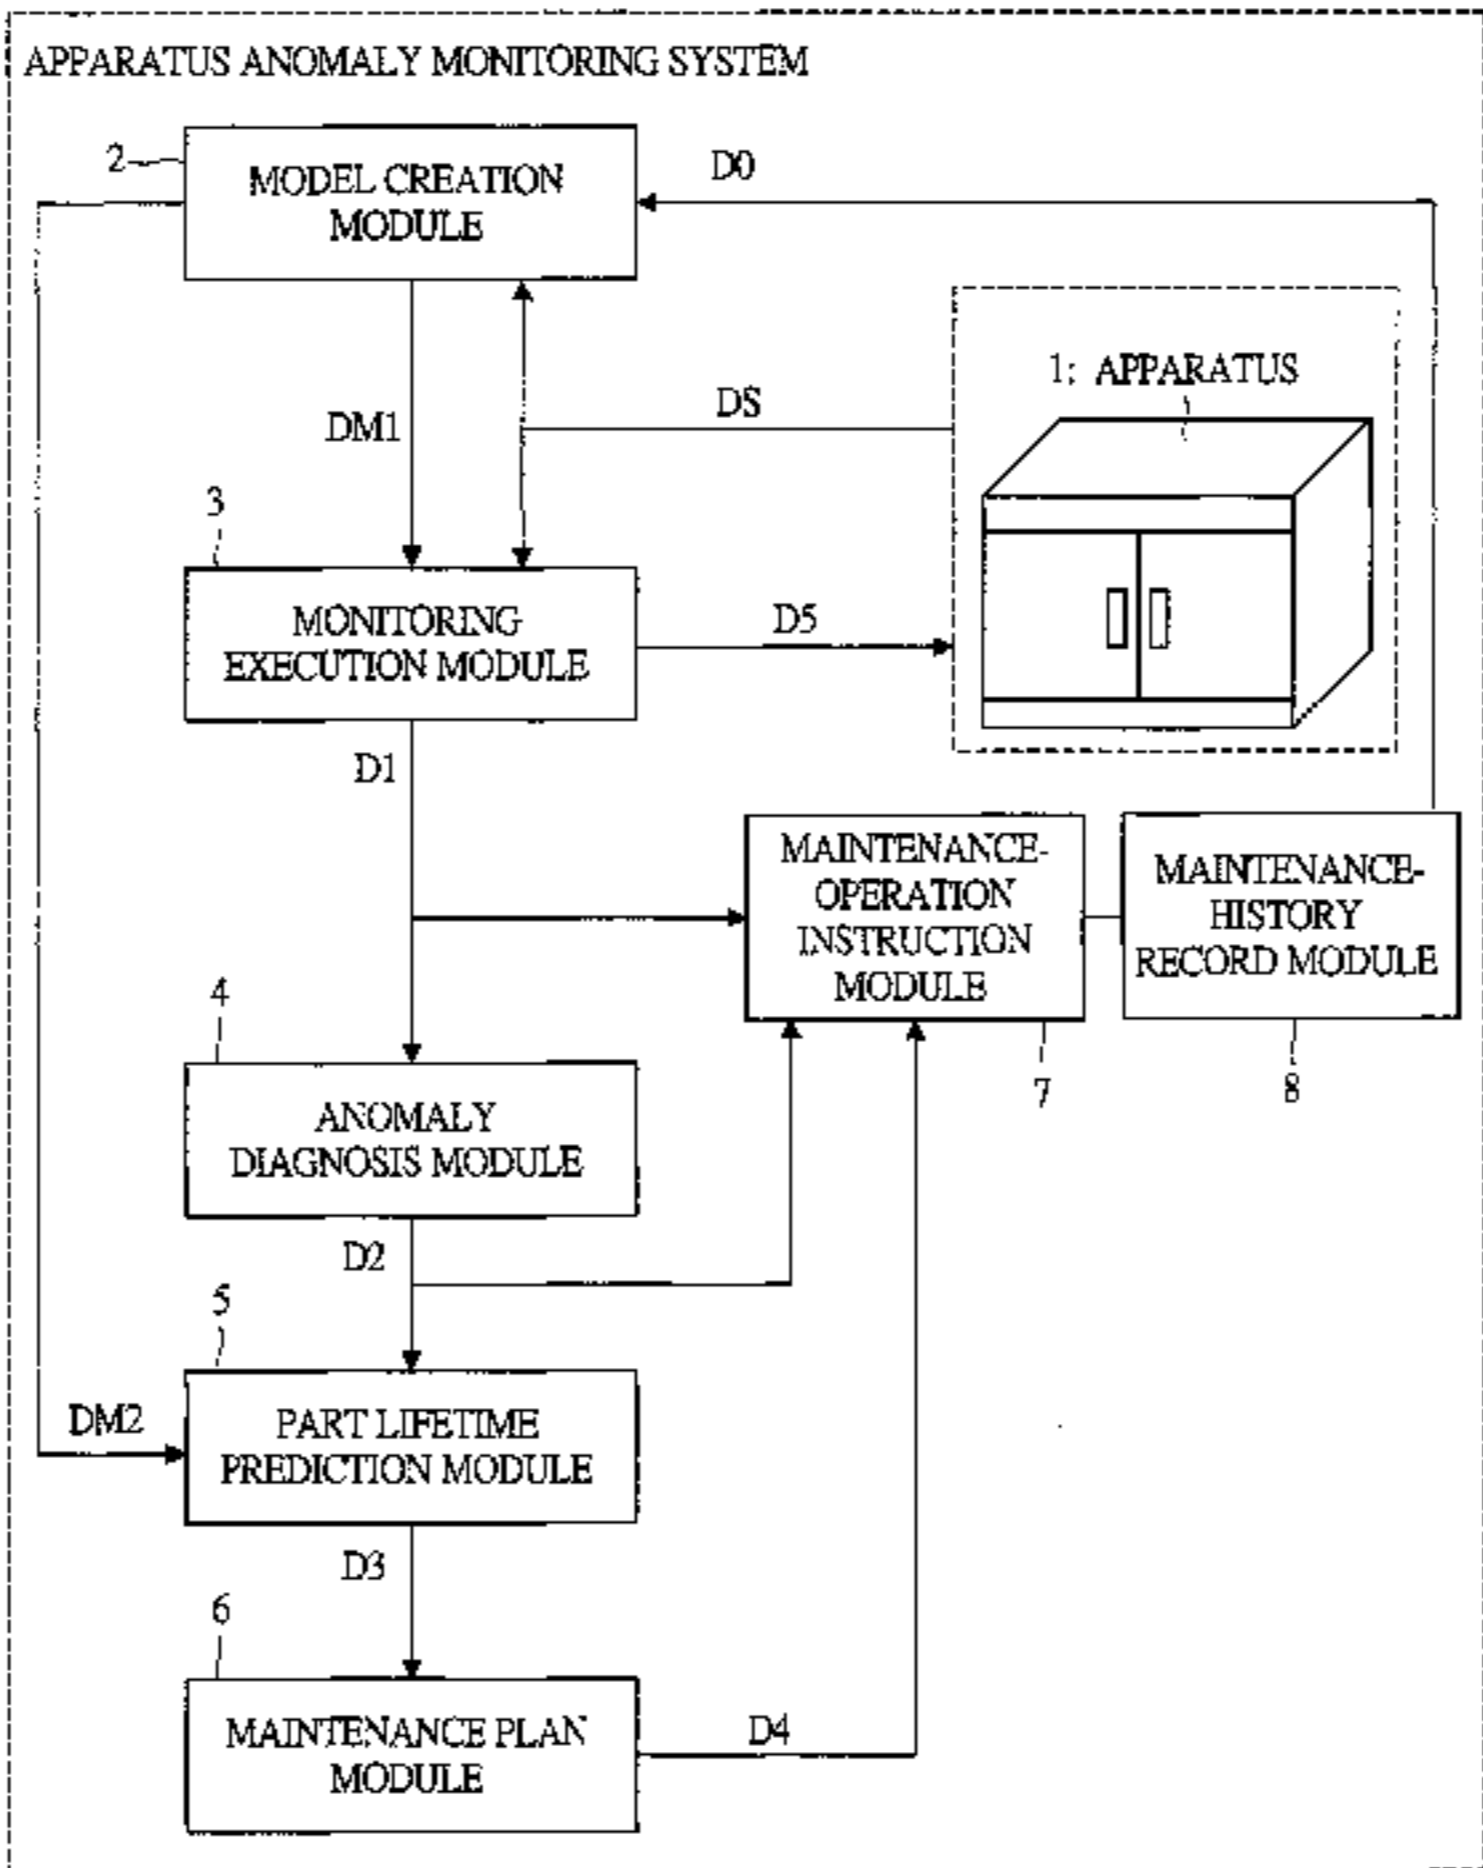 APPARATUS ANOMALY MONITORING SYSTEM
2
MODEL CREATION
MODULE
D0
1: APPARATUS
DM1
DS
3
MONITORING
EXECUTION MODULE
D5
D1
MAINTENANCE-
OPERATION
INSTRUCTION
MODULE
MAINTENANCE-
HISTORY
RECORD MODULE
7
8
4
ANOMALY
DIAGNOSIS MODULE
D2
5
DM2
PART LIFETIME
PREDICTION MODULE
D3
6
MAINTENANCE PLAN
MODULE
D4